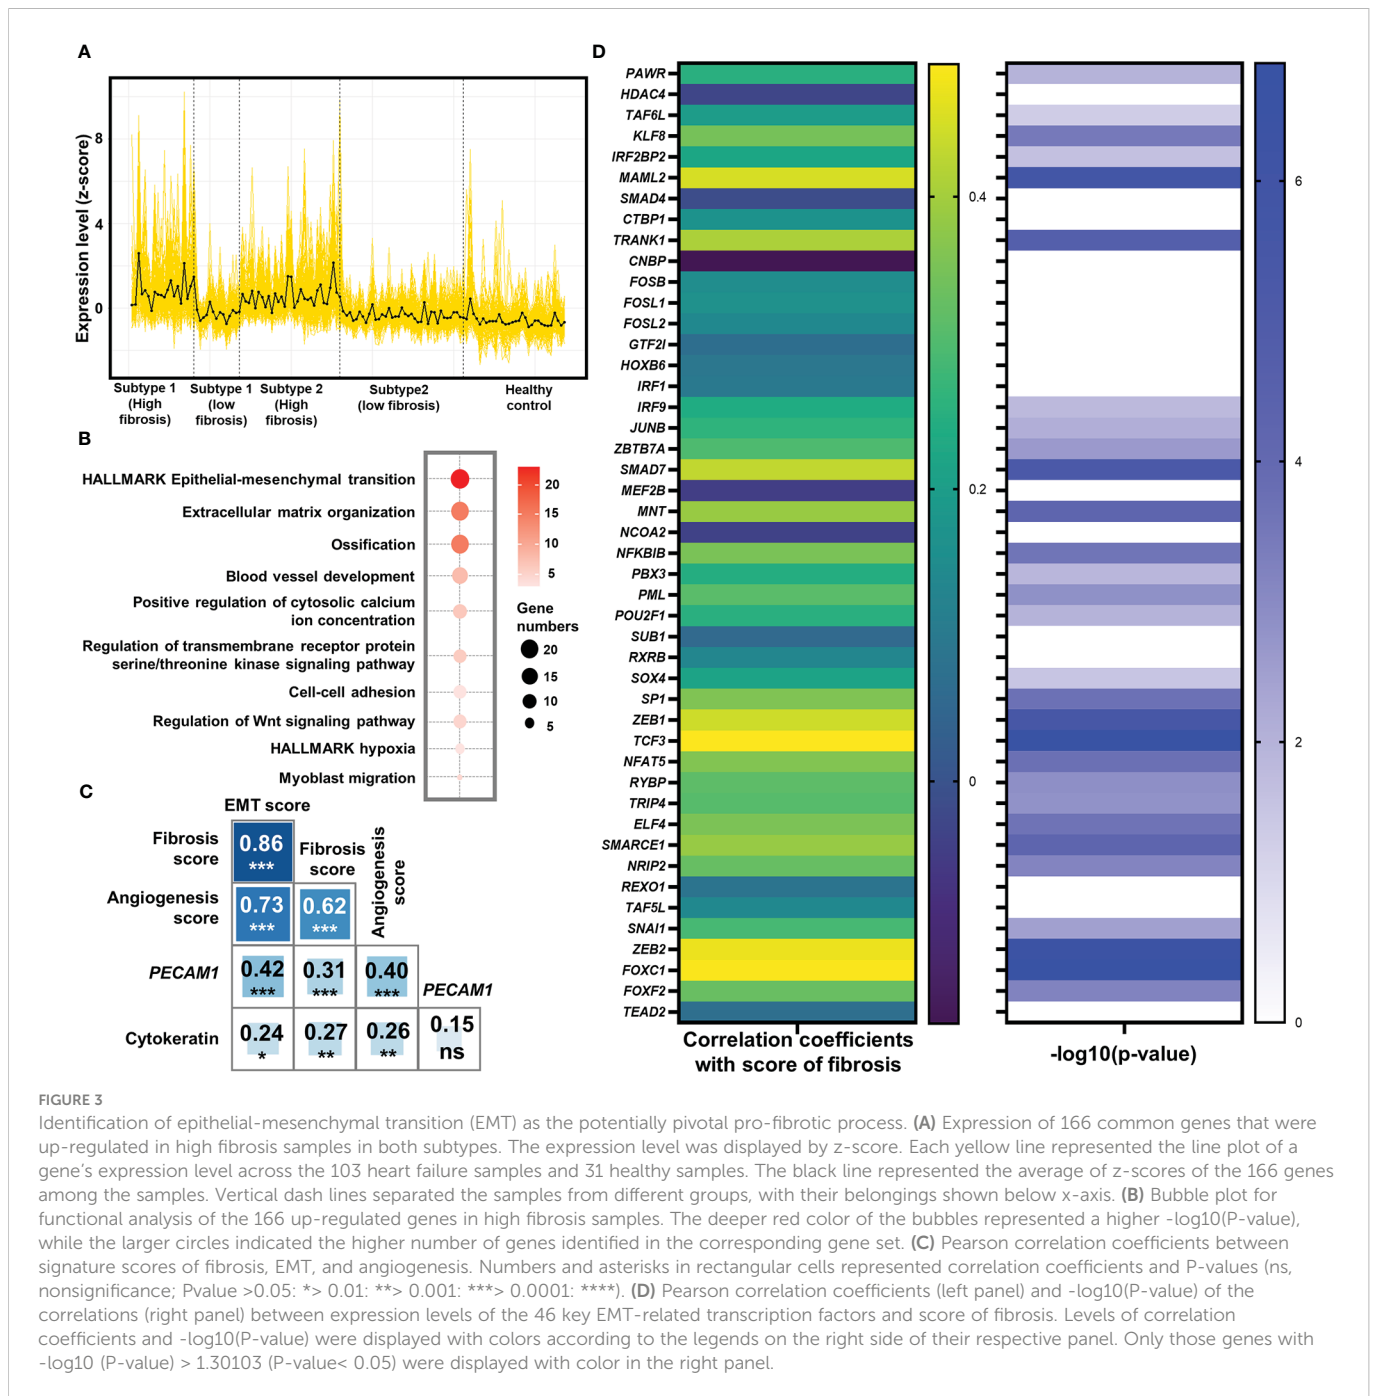 A
Expression level (z-score)
8
4
0
Subtype 1
(High
fibrosis)
Subtype 1
(low
fibrosis)
Subtype 2
(High
fibrosis)
Subtype2
(low fibrosis)
Healthy
control
B
HALLMARK Epithelial-mesenchymal transition
Extracellular matrix organization
Ossification
Blood vessel development
Positive regulation of cytosolic calcium
ion concentration
Regulation of transmembrane receptor protein
serine/threonine kinase signaling pathway
Cell-cell adhesion
Regulation of Wnt signaling pathway
HALLMARK hypoxia
Myoblast migration
20
15
10
5
Gene
numbers
20
15
10
5
C
EMT score
Fibrosis
score
0.86
***
Fibrosis
score
Angiogenesis
score
0.73
***
0.62
***
Angiogenesis
score
PECAM1
0.42
***
0.31
***
0.40
***
PECAM1
Cytokeratin
0.24
*
0.27
**
0.26
**
0.15
ns
D
PAWR
HDAC4
TAF6L
KLF8
IRF2BP2
MAML2
SMAD4
CTBP1
TRANK1
CNBP
FOSB
FOSL1
FOSL2
GTF2I
HOXB6
IRF1
IRF9
JUNB
ZBTB7A
SMAD7
MEF2B
MNT
NCOA2
NFKBIB
PBX3
PML
POU2F1
SUB1
RXRB
SOX4
SP1
ZEB1
TCF3
NFAT5
RYBP
TRIP4
ELF4
SMARCE1
NRIP2
REXO1
TAF5L
SNAI1
ZEB2
FOXC1
FOXF2
TEAD2
0.4
0.2
0
Correlation coefficients
with score of fibrosis
6
4
2
0
-log10(p-value)
FIGURE 3
Identification of epithelial-mesenchymal transition (EMT) as the potentially pivotal pro-fibrotic process. (A) Expression of 166 common genes that were
up-regulated in high fibrosis samples in both subtypes. The expression level was displayed by z-score. Each yellow line represented the line plot of a
gene's expression level across the 103 heart failure samples and 31 healthy samples. The black line represented the average of z-scores of the 166 genes
among the samples. Vertical dash lines separated the samples from different groups, with their belongings shown below x-axis. (B) Bubble plot for
functional analysis of the 166 up-regulated genes in high fibrosis samples. The deeper red color of the bubbles represented a higher -log10(P-value),
while the larger circles indicated the higher number of genes identified in the corresponding gene set. (C) Pearson correlation coefficients between
signature scores of fibrosis, EMT, and angiogenesis. Numbers and asterisks in rectangular cells represented correlation coefficients and P-values (ns,
nonsignificance; Pvalue >0.05: *> 0.01: **> 0.001: ***> 0.0001: ****). (D) Pearson correlation coefficients (left panel) and -log10(P-value) of the
correlations (right panel) between expression levels of the 46 key EMT-related transcription factors and score of fibrosis. Levels of correlation
coefficients and -log10(P-value) were displayed with colors according to the legends on the right side of their respective panel. Only those genes with
-log10 (P-value) > 1.30103 (P-value< 0.05) were displayed with color in the right panel.